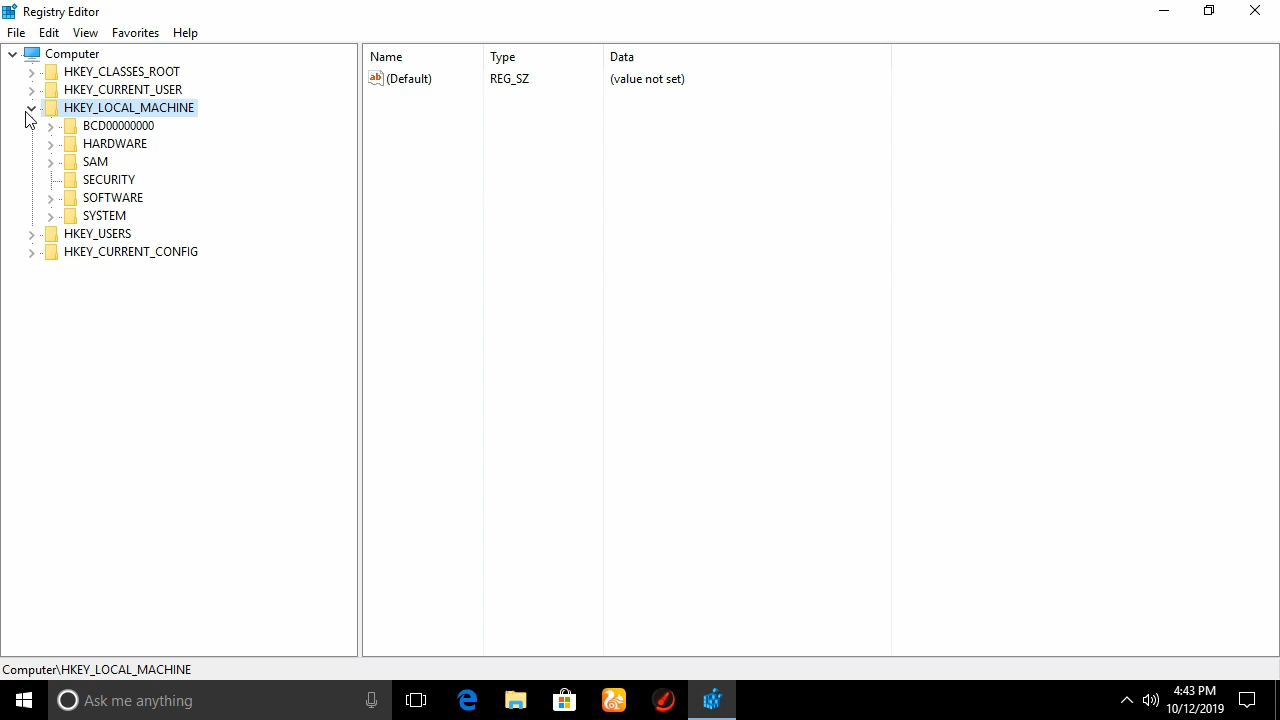 Registry Editor
File Edit View Favorites Help
Computer
HKEY_CLASSES_ROOT
HKEY_CURRENT_USER
HKEY_LOCAL_MACHINE
BCD00000000
HARDWARE
SAM
SECURITY
SOFTWARE
SYSTEM
HKEY_USERS
HKEY_CURRENT_CONFIG
Name Type Data
ab (Default) REG_SZ (value not set)
Computer\HKEY_LOCAL_MACHINE
Ask me anything
4:43 PM
10/12/2019